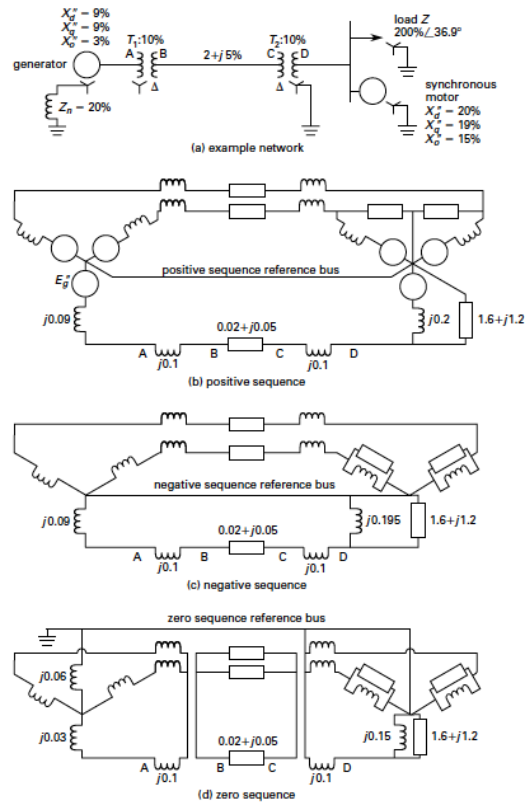 X″d – 9%
X″q – 9%
X″o – 3%
generator
Zn – 20%
T1:10%
A B
Δ
2+j 5%
T2:10%
C D
Δ
load Z
200%∠36.9°
synchronous
motor
X″d – 20%
X″q – 19%
X″o – 15%
(a) example network
positive sequence reference bus
E″g
j0.09
A
j0.1
B
0.02+j0.05
C
j0.1
D
j0.2
1.6+j1.2
(b) positive sequence
negative sequence reference bus
j0.09
A
j0.1
B
0.02+j0.05
C
j0.1
D
j0.195
1.6+j1.2
(c) negative sequence
zero sequence reference bus
j0.06
j0.03
A
j0.1
B
0.02+j0.05
C
j0.1
D
j0.15
1.6+j1.2
(d) zero sequence